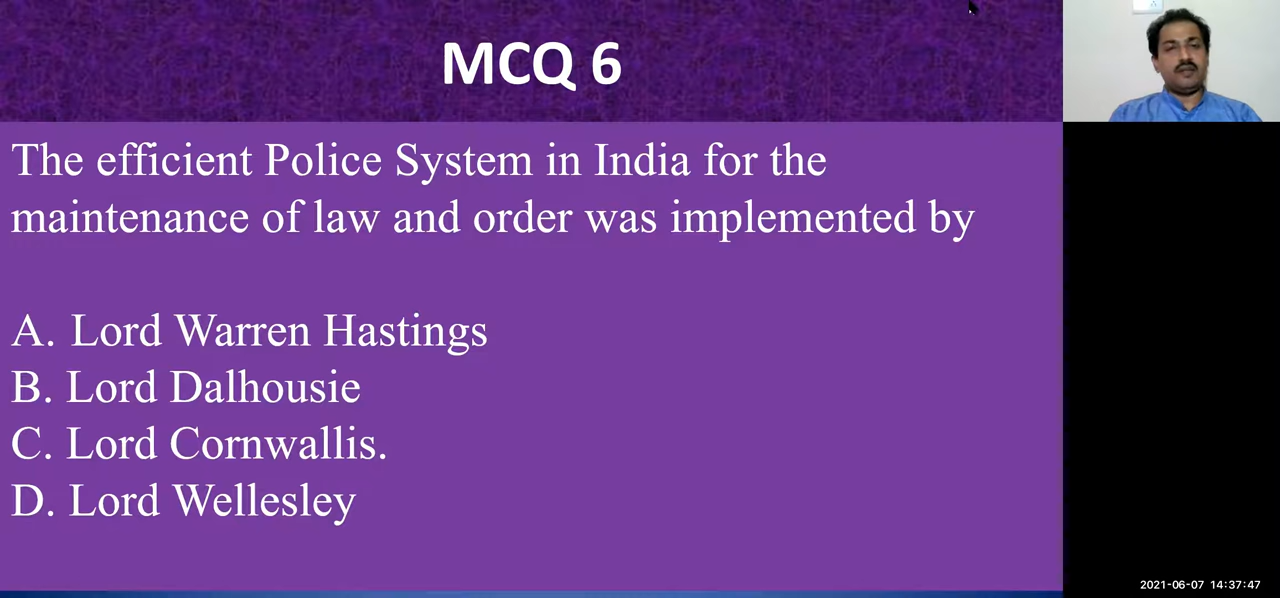 MCQ 6
The efficient Police System in India for the
maintenance of law and order was implemented by
A. Lord Warren Hastings
B. Lord Dalhousie
C. Lord Cornwallis.
D. Lord Wellesley
2021-06-07 14:37:47